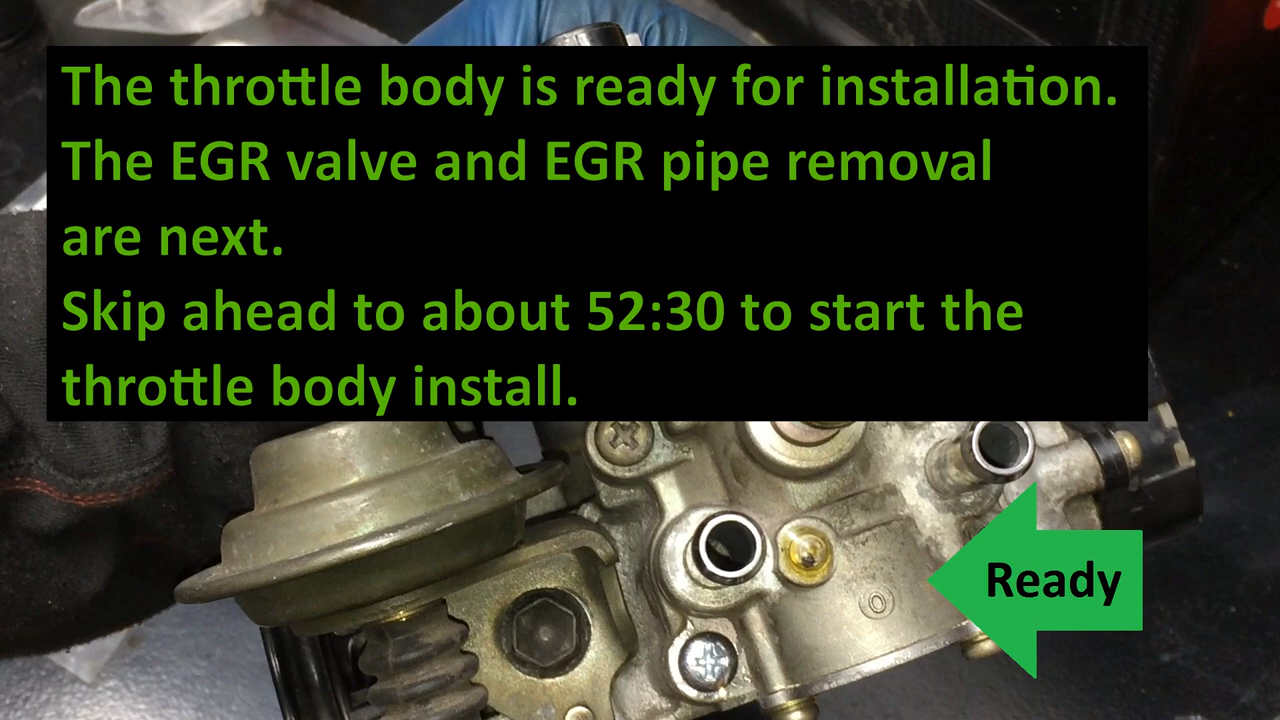 The throttle body is ready for installation.
The EGR valve and EGR pipe removal
are next.
Skip ahead to about 52:30 to start the
throttle body install.
Ready